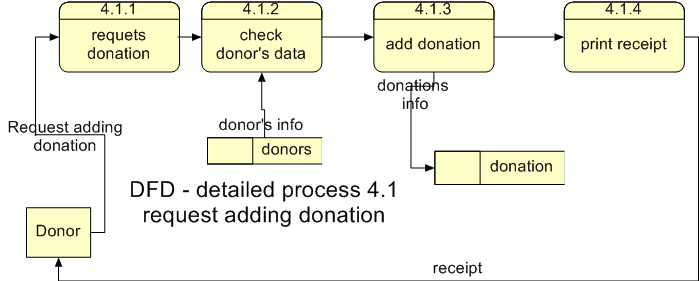 4.1.1
requets
donation
4.1.2
check
donor's data
4.1.3
add donation
4.1.4
print receipt
donations
info
Request adding
donation
donor's info
donors
donation
DFD - detailed process 4.1
request adding donation
Donor
receipt